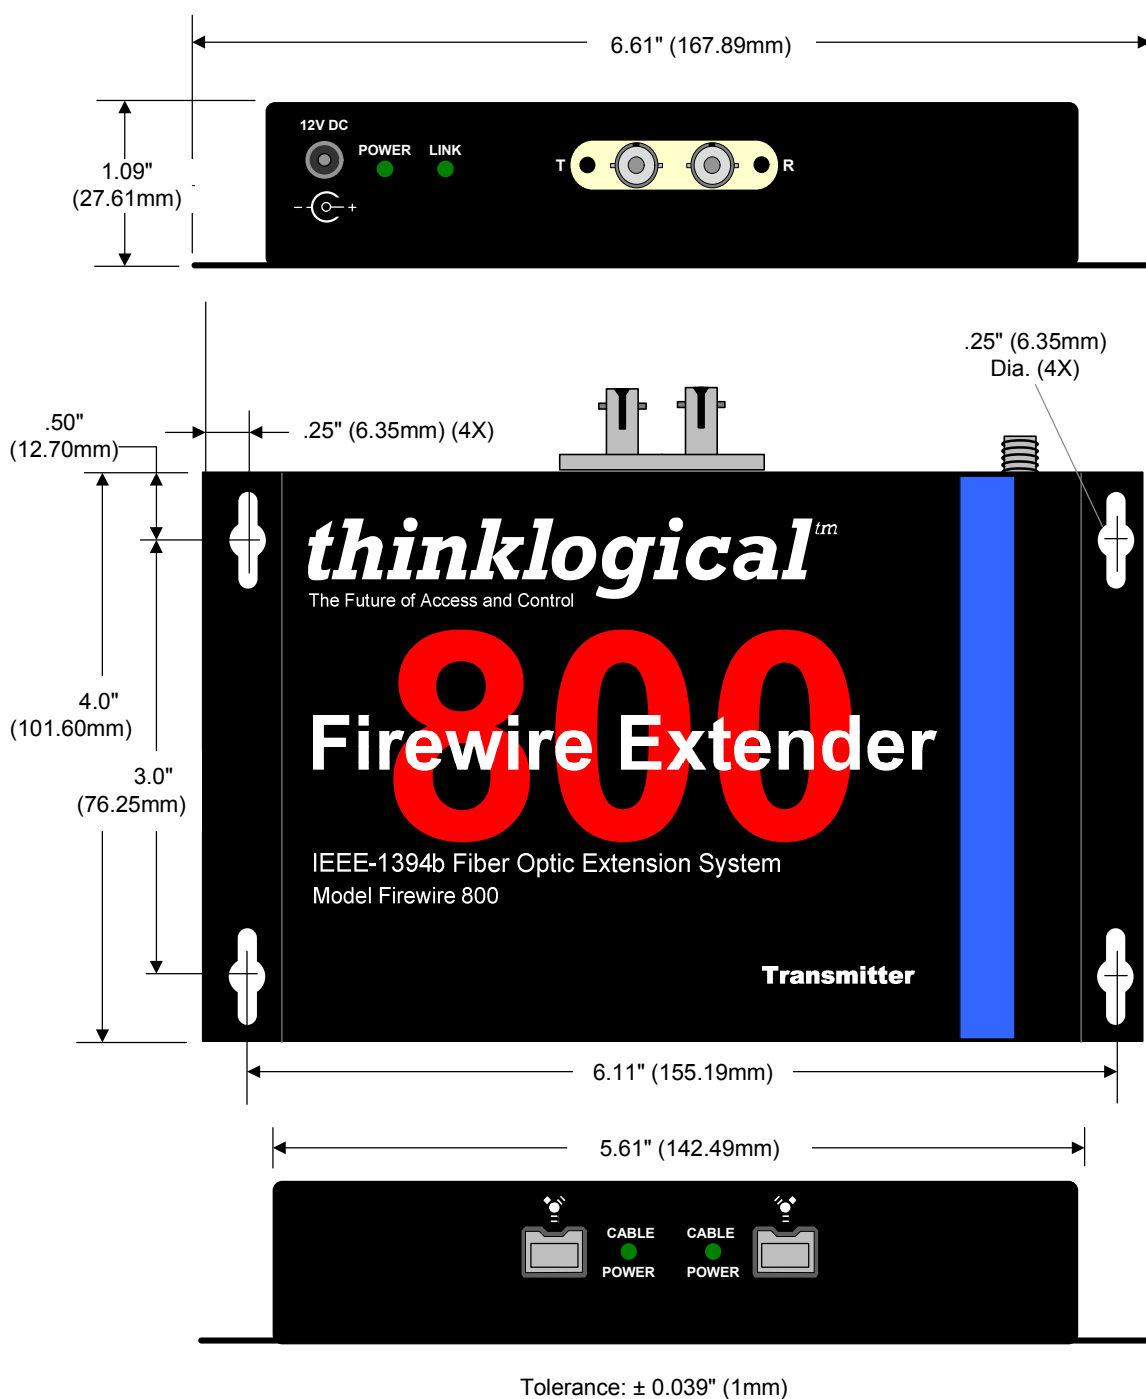 6.61" (167.89mm)
12V DC
POWER LINK
T R
- +
1.09"
(27.61mm)
.25" (6.35mm)
Dia. (4X)
.50"
(12.70mm)
.25" (6.35mm) (4X)
thinklogical tm
The Future of Access and Control
800
Firewire Extender
4.0"
(101.60mm)
3.0"
(76.25mm)
IEEE-1394b Fiber Optic Extension System
Model Firewire 800
Transmitter
6.11" (155.19mm)
5.61" (142.49mm)
CABLE CABLE
POWER POWER
Tolerance: ± 0.039" (1mm)